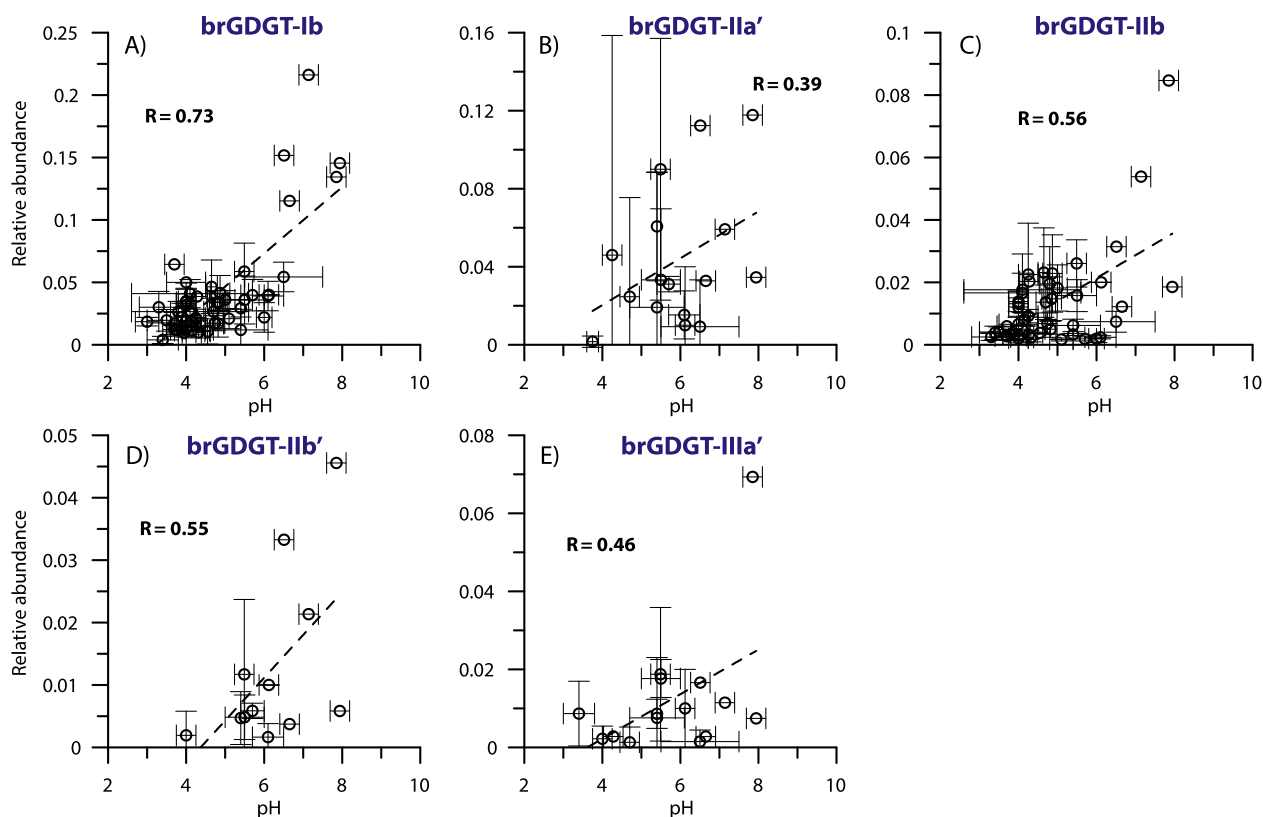 brGDGT-Ib
A)
R = 0.73
Relative abundance
0.25
0.2
0.15
0.1
0.05
0
2 4 6 8 10
pH
brGDGT-IIa’
B)
R = 0.39
0.16
0.12
0.08
0.04
0
2 4 6 8 10
pH
brGDGT-IIb
C)
R = 0.56
0.1
0.08
0.06
0.04
0.02
0
2 4 6 8 10
pH
brGDGT-IIb’
D)
R = 0.55
Relative abundance
0.05
0.04
0.03
0.02
0.01
0
2 4 6 8 10
pH
brGDGT-IIIa’
E)
R = 0.46
0.08
0.06
0.04
0.02
0
2 4 6 8 10
pH